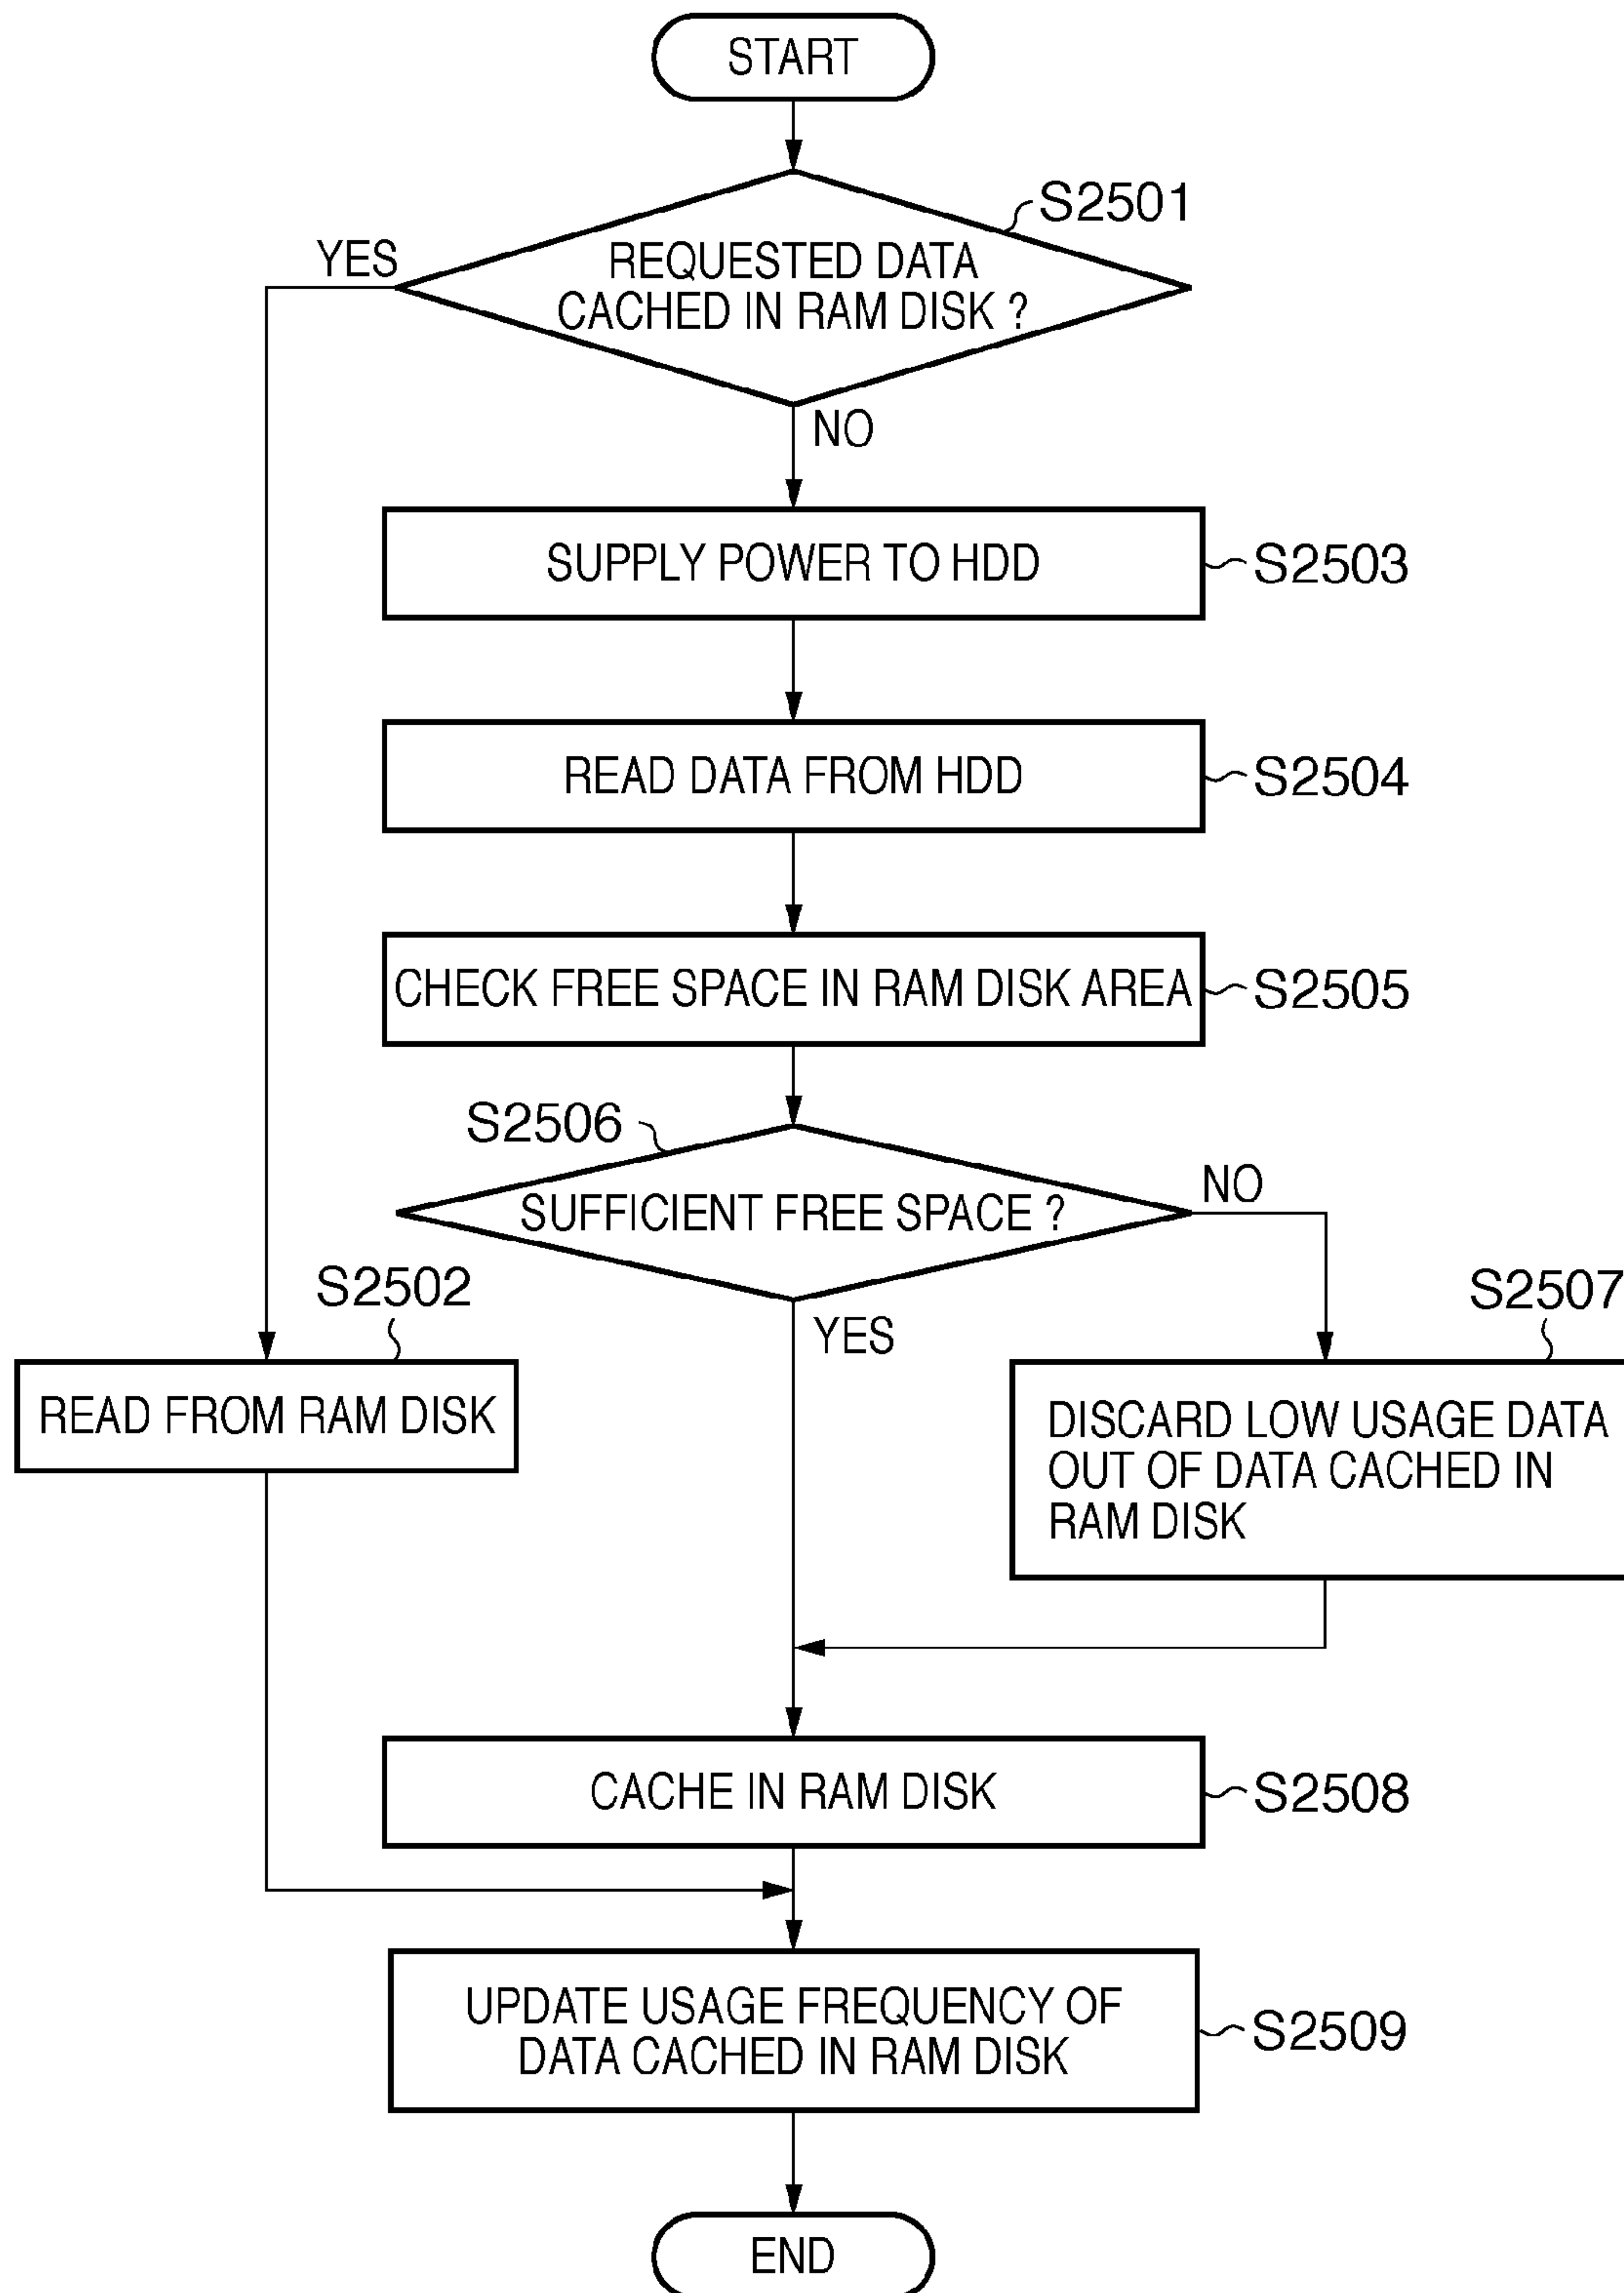 START
S2501
YES
REQUESTED DATA
CACHED IN RAM DISK ?
NO
SUPPLY POWER TO HDD
S2503
READ DATA FROM HDD
S2504
CHECK FREE SPACE IN RAM DISK AREA
S2505
S2506
SUFFICIENT FREE SPACE ?
NO
YES
S2502
READ FROM RAM DISK
S2507
DISCARD LOW USAGE DATA
OUT OF DATA CACHED IN
RAM DISK
CACHE IN RAM DISK
S2508
UPDATE USAGE FREQUENCY OF
DATA CACHED IN RAM DISK
S2509
END